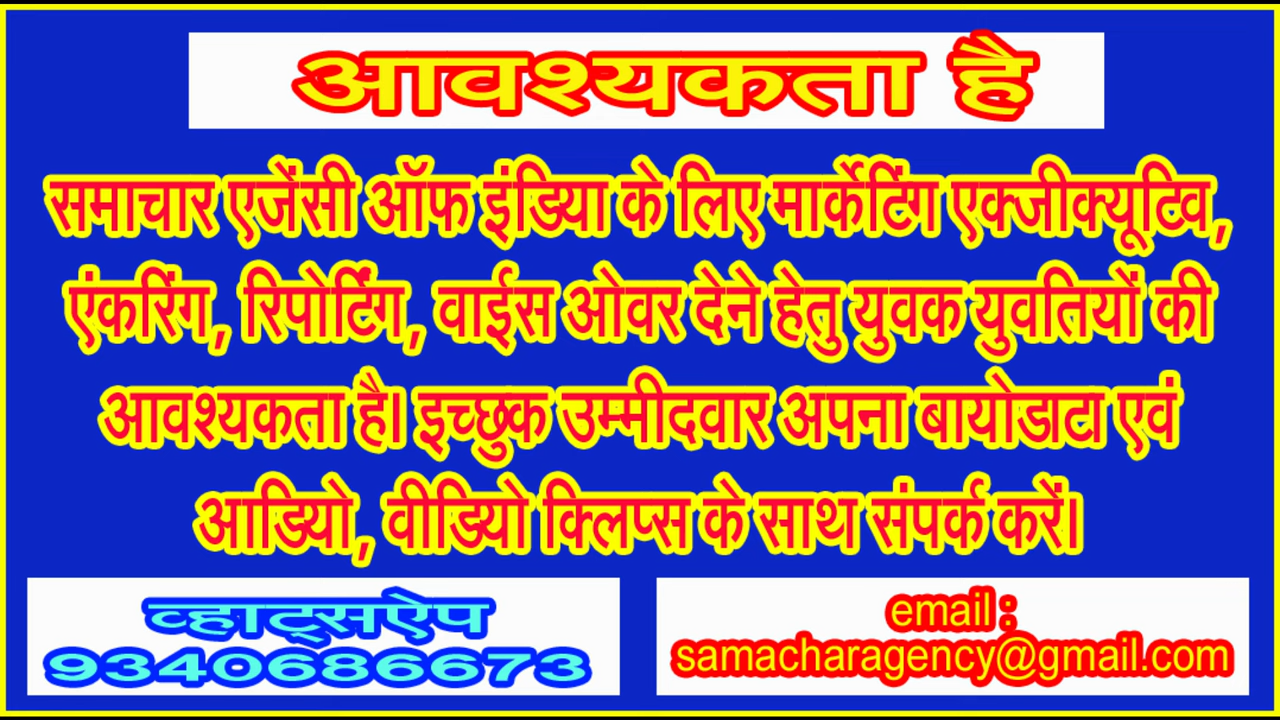 आवश्यकता है
समाचार एजेंसी ऑफ इंडिया के लिए मार्केटिंग एक्जीक्यूटिव,
एंकरिंग, रिपोर्टिंग, वाईस ओवर देने हेतु युवक युवतियों की
आवश्यकता है। इच्छुक उम्मीदवार अपना बायोडाटा एवं
आडियो, वीडियो क्लिप्स के साथ संपर्क करें।
व्हाट्सऐप
9340686673
email :
samacharagency@gmail.com